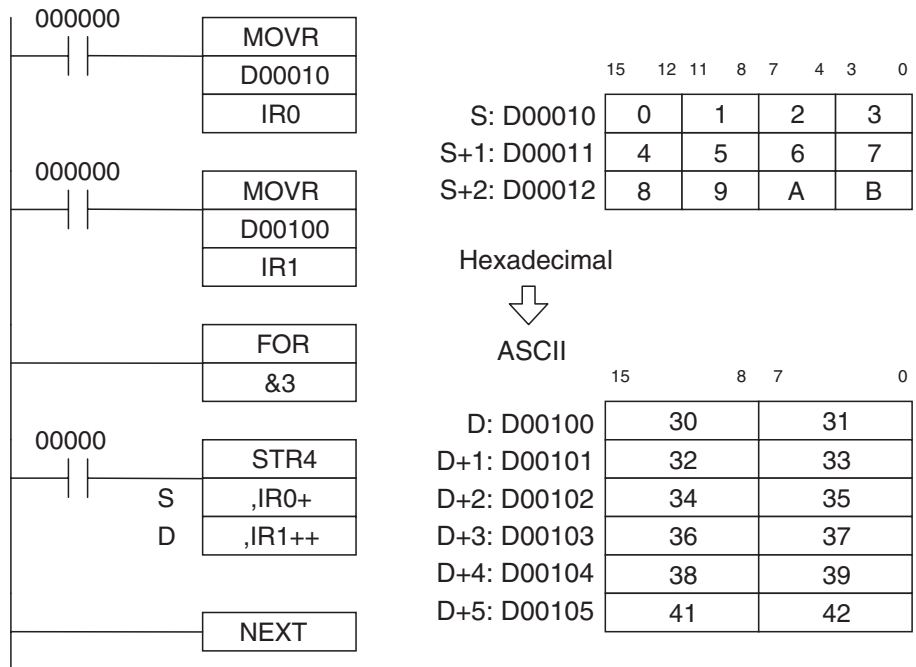 000000
MOVR
D00010
IR0
000000
MOVR
D00100
IR1
FOR
&3
00000
STR4
S ,IR0+
D ,IR1++
NEXT
15 12 11 8 7 4 3 0
S: D00010 0 1 2 3
S+1: D00011 4 5 6 7
S+2: D00012 8 9 A B
Hexadecimal
ASCII
15 8 7 0
D: D00100 30 31
D+1: D00101 32 33
D+2: D00102 34 35
D+3: D00103 36 37
D+4: D00104 38 39
D+5: D00105 41 42